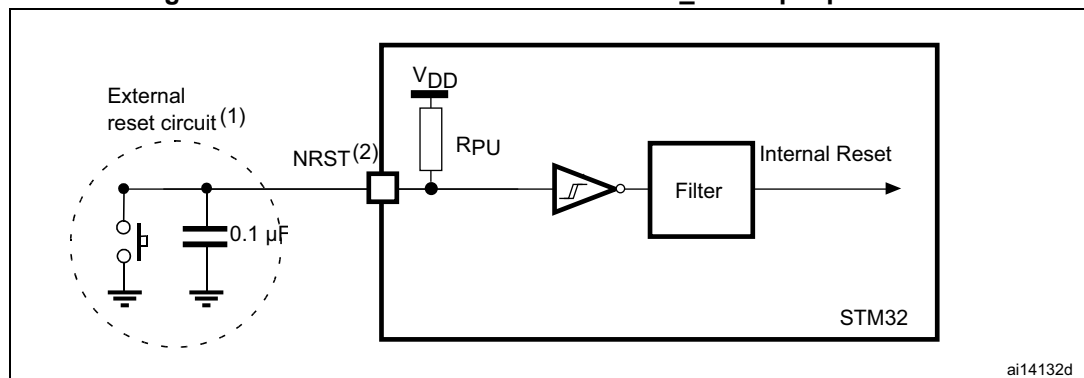 External
reset circuit(1)
VDD
NRST(2)
RPU
Internal Reset
Filter
0.1 µF
STM32
ai14132d